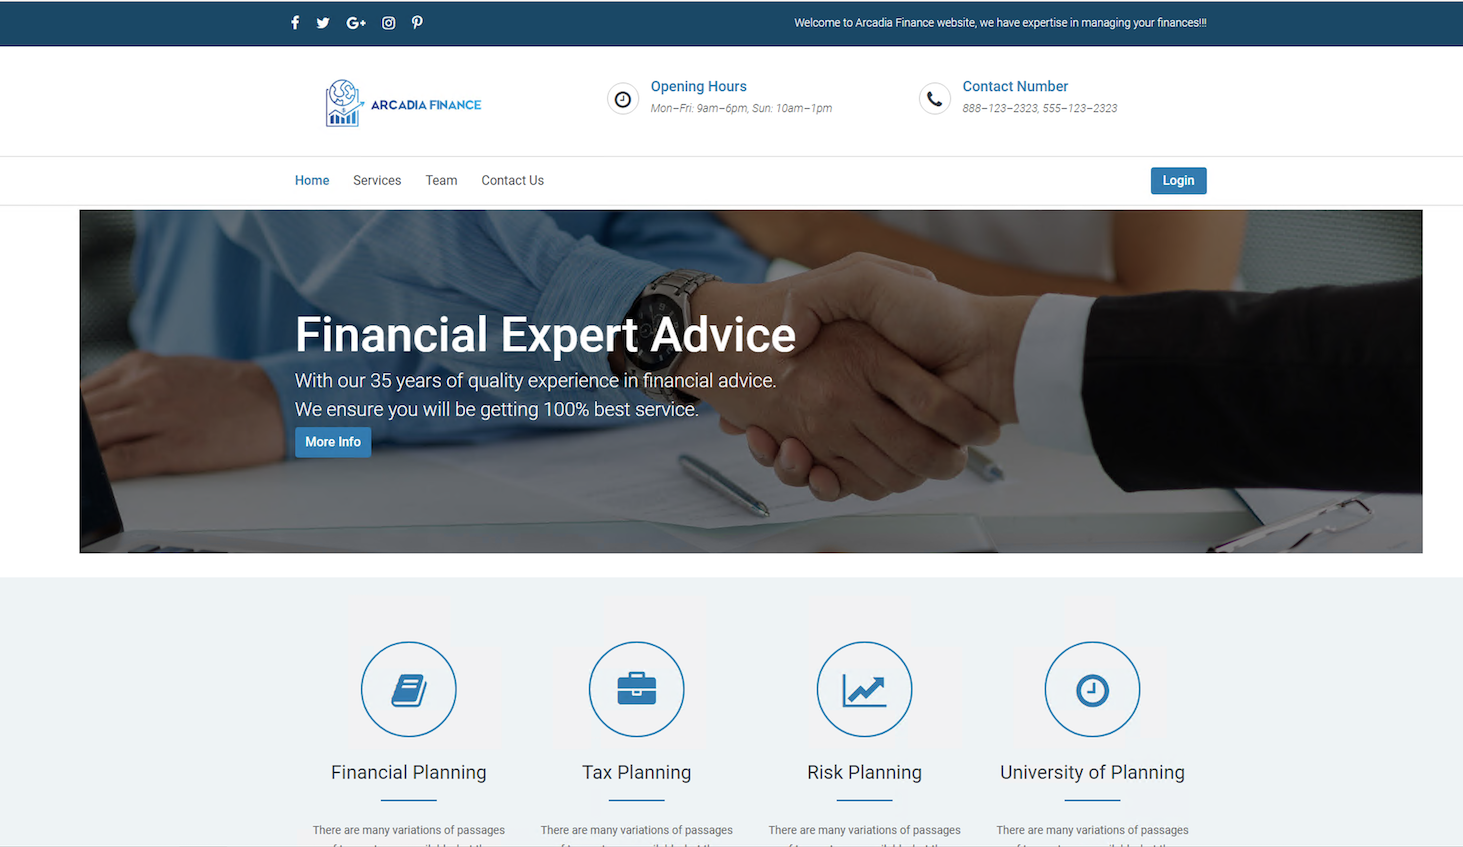 Welcome to Arcadia Finance website, we have expertise in managing your finances!!!
ARCADIA FINANCE
Opening Hours
Mon–Fri: 9am–6pm, Sun: 10am–1pm
Contact Number
888–123–2323, 555–123–2323
Home
Services
Team
Contact Us
Login
Financial Expert Advice
With our 35 years of quality experience in financial advice.
We ensure you will be getting 100% best service.
More Info
Financial Planning
Tax Planning
Risk Planning
University of Planning
There are many variations of passages
There are many variations of passages
There are many variations of passages
There are many variations of passages